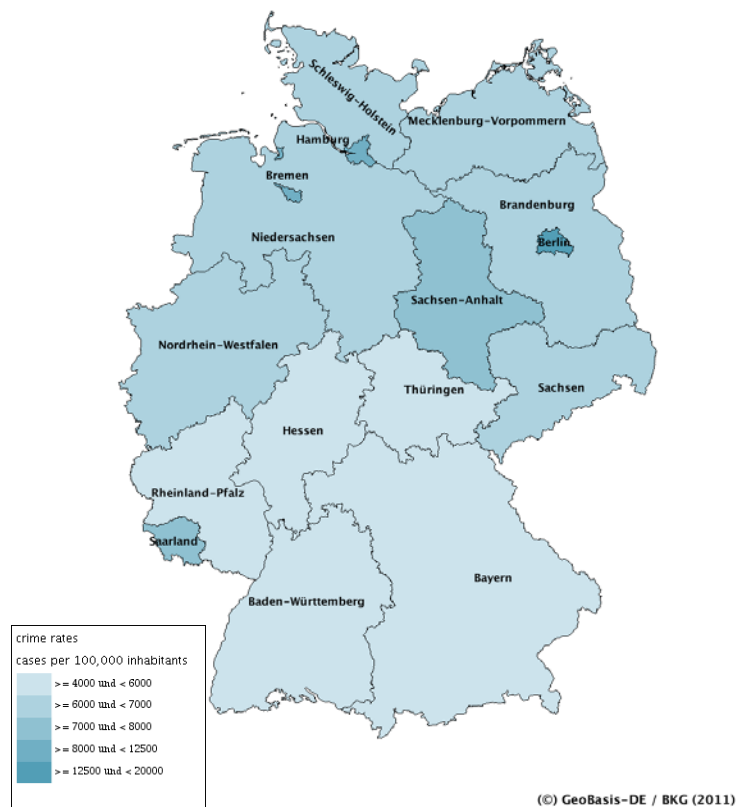 Schleswig-Holstein
Mecklenburg-Vorpommern
Hamburg
Bremen
Brandenburg
Niedersachsen
Berlin
Sachsen-Anhalt
Nordrhein-Westfalen
Thüringen
Sachsen
Hessen
Rheinland-Pfalz
Saarland
Bayern
Baden-Württemberg
crime rates
cases per 100,000 inhabitants
>= 4000 und < 6000
>= 6000 und < 7000
>= 7000 und < 8000
>= 8000 und < 12500
>= 12500 und < 20000
(©) GeoBasis-DE / BKG (2011)